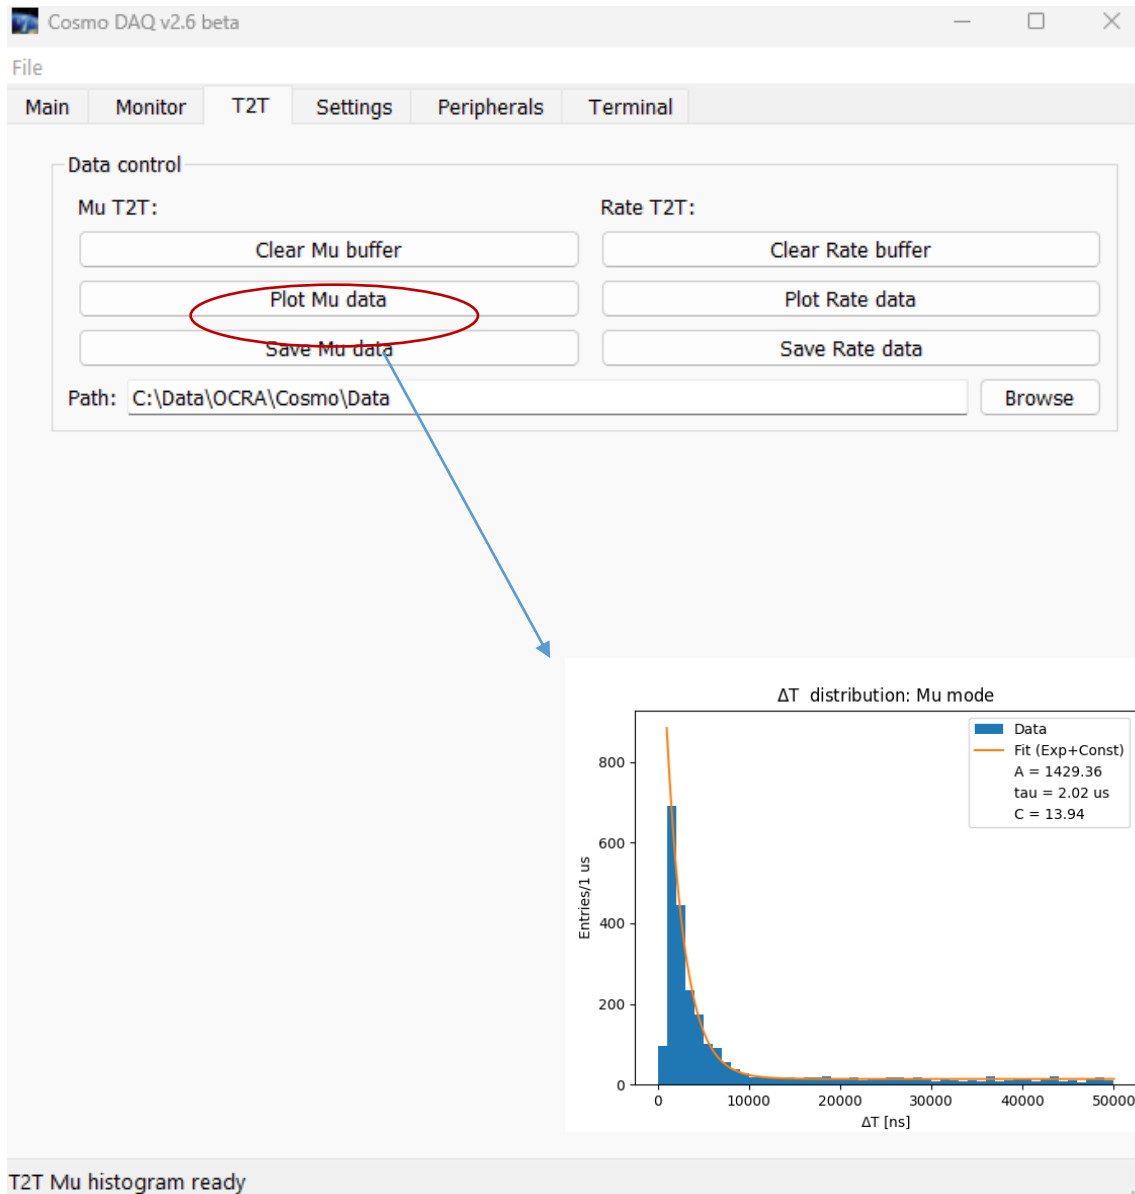 Cosmo DAQ v2.6 beta
File
Main Monitor T2T Settings Peripherals Terminal
Data control
Mu T2T: Rate T2T:
Clear Mu buffer Clear Rate buffer
Plot Mu data Plot Rate data
Save Mu data Save Rate data
Path: C:\Data\OCRA\Cosmo\Data Browse
ΔT distribution: Mu mode
Data
Fit (Exp+Const)
A = 1429.36
tau = 2.02 us
C = 13.94
800
600
400
200
0
Entries/1 us
0 10000 20000 30000 40000 50000
ΔT [ns]
T2T Mu histogram ready